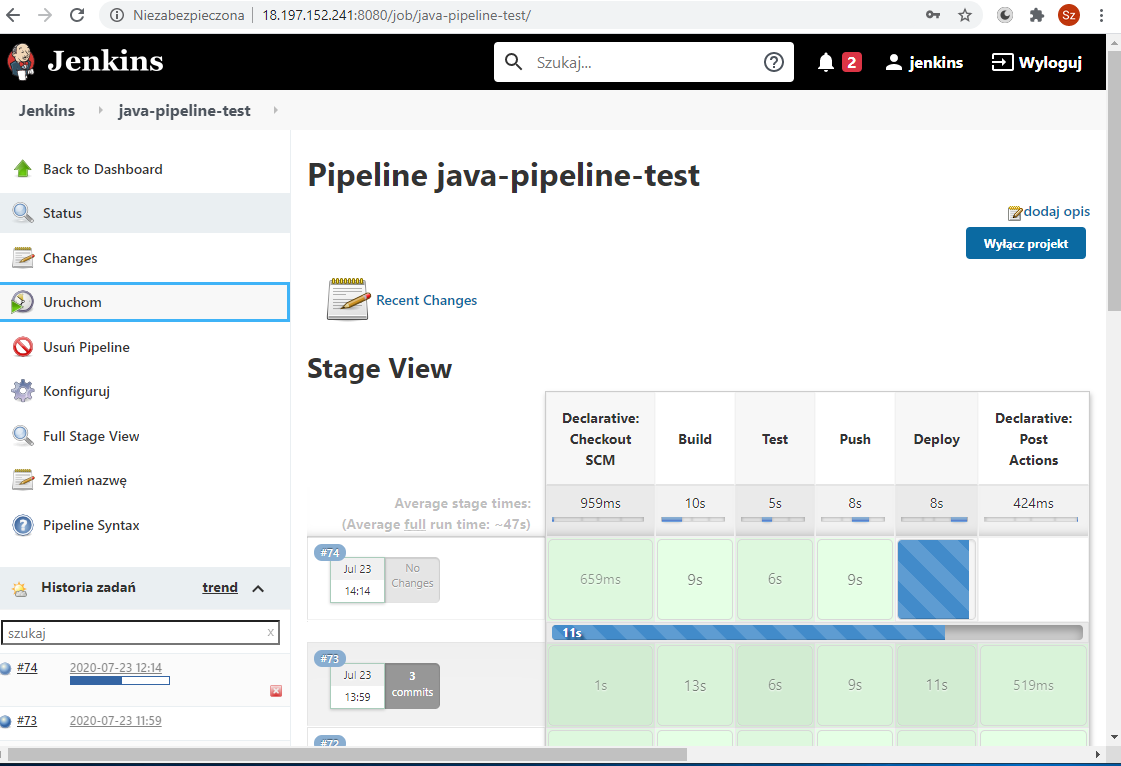 Niezabezpieczona 18.197.152.241:8080/job/java-pipeline-test/ Sz
Jenkins Szukaj... ? 2 jenkins Wyloguj
Jenkins java-pipeline-test
Back to Dashboard
Status
Changes
Uruchom
Usuń Pipeline
Konfiguruj
Full Stage View
Zmień nazwę
Pipeline Syntax
Historia zadań trend
szukaj x
#74 2020-07-23 12:14
#73 2020-07-23 11:59
Pipeline java-pipeline-test
dodaj opis
Wyłącz projekt
Recent Changes
Stage View
Declarative:
Checkout
SCM
Build
Test
Push
Deploy
Declarative:
Post
Actions
Average stage times:
(Average full run time: ~47s)
959ms 10s 5s 8s 8s 424ms
#74
Jul 23
14:14
No
Changes
659ms 9s 6s 9s
11s
#73
Jul 23
13:59
3
commits
1s 13s 6s 9s 11s 519ms
#72